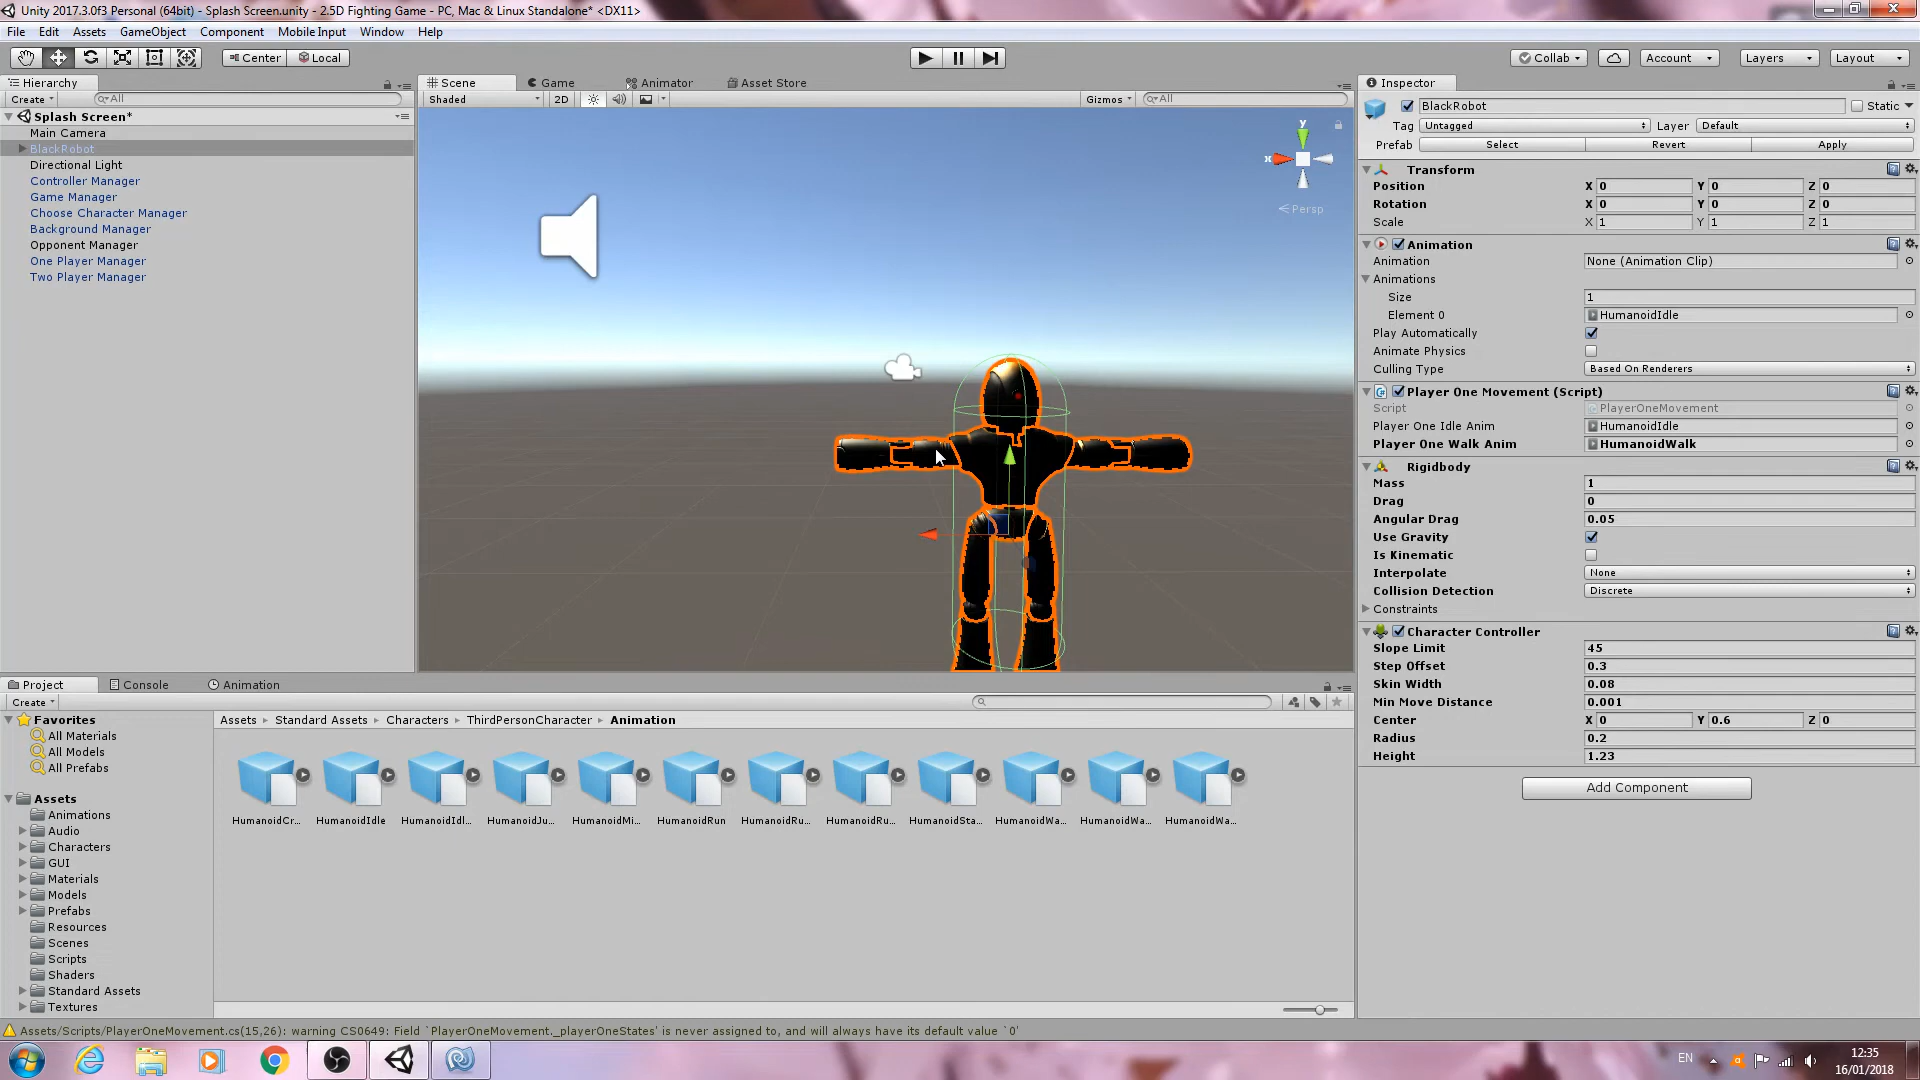 Unity 2017.3.0f3 Personal (64bit) - Splash Screen.unity - 2.5D Fighting Game - PC, Mac & Linux Standalone* <DX11>
File Edit Assets GameObject Component Mobile Input Window Help
Center Local Collab Account Layers Layout
Hierarchy
Create All
Splash Screen*
Main Camera
BlackRobot
Directional Light
Controller Manager
Game Manager
Choose Character Manager
Background Manager
Opponent Manager
One Player Manager
Two Player Manager
Scene Game Animator Asset Store
Shaded 2D Gizmos All
y
x
Persp
Inspector
BlackRobot Static
Tag Untagged Layer Default
Prefab Select Revert Apply
Transform
Position X 0 Y 0 Z 0
Rotation X 0 Y 0 Z 0
Scale X 1 Y 1 Z 1
Animation
Animation None (Animation Clip)
Animations
Size 1
Element 0 HumanoidIdle
Play Automatically
Animate Physics
Culling Type Based On Renderers
Player One Movement (Script)
Script PlayerOneMovement
Player One Idle Anim HumanoidIdle
Player One Walk Anim HumanoidWalk
Rigidbody
Mass 1
Drag 0
Angular Drag 0.05
Use Gravity
Is Kinematic
Interpolate None
Collision Detection Discrete
Constraints
Character Controller
Slope Limit 45
Step Offset 0.3
Skin Width 0.08
Min Move Distance 0.001
Center X 0 Y 0.6 Z 0
Radius 0.2
Height 1.23
Add Component
Project Console Animation
Create
Favorites
All Materials
All Models
All Prefabs
Assets
Animations
Audio
Characters
GUI
Materials
Models
Prefabs
Resources
Scenes
Scripts
Shaders
Standard Assets
Textures
Assets Standard Assets Characters ThirdPersonCharacter Animation
HumanoidCr... HumanoidIdle HumanoidIdl... HumanoidJu... HumanoidMi... HumanoidRun HumanoidRu... HumanoidRu... HumanoidSta... HumanoidWa... HumanoidWa... HumanoidWa...
Assets/Scripts/PlayerOneMovement.cs(15,26): warning CS0649: Field `PlayerOneMovement._playerOneStates' is never assigned to, and will always have its default value `0'
EN
12:35
16/01/2018